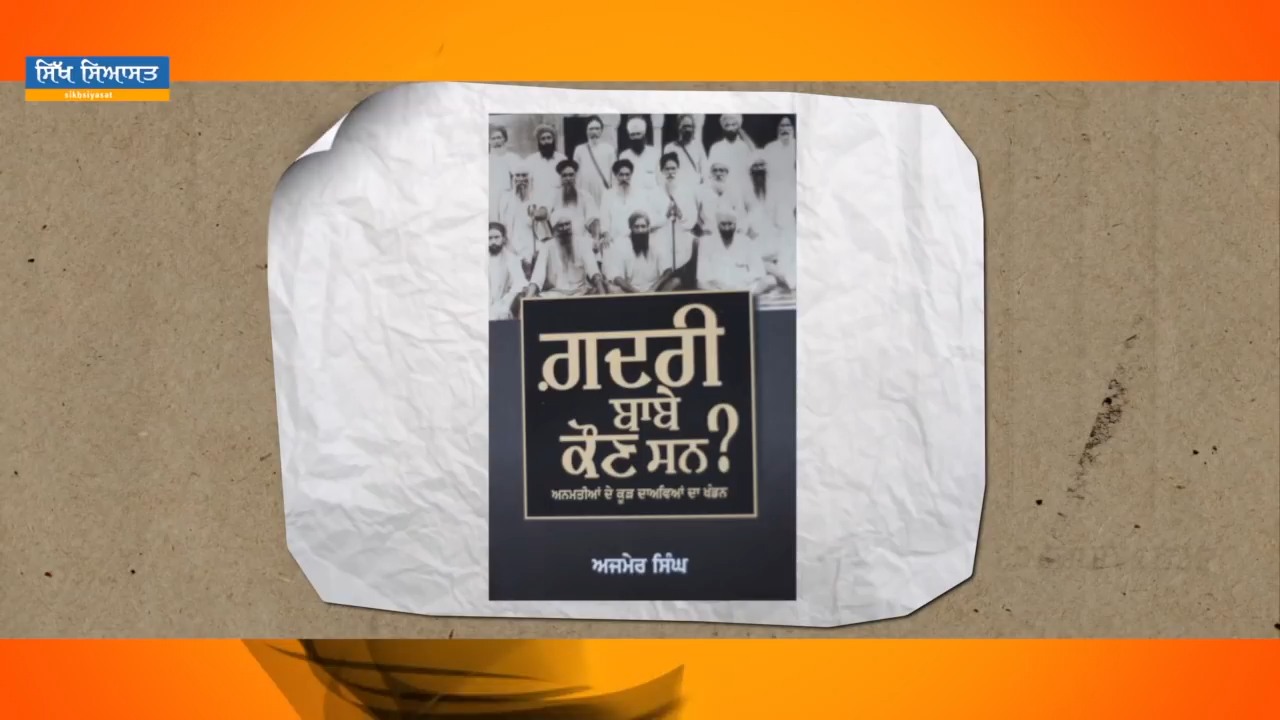 ਸਿੱਖ ਸਿਆਸਤ
sikhsiyasat
ਗ਼ਦਰੀ
ਬਾਬੇ
ਕੌਣ ਸਨ?
ਅਨਮਤੀਆਂ ਦੇ ਕੂੜ ਦਾਅਵਿਆਂ ਦਾ ਖੰਡਨ
ਅਜਮੇਰ ਸਿੰਘ